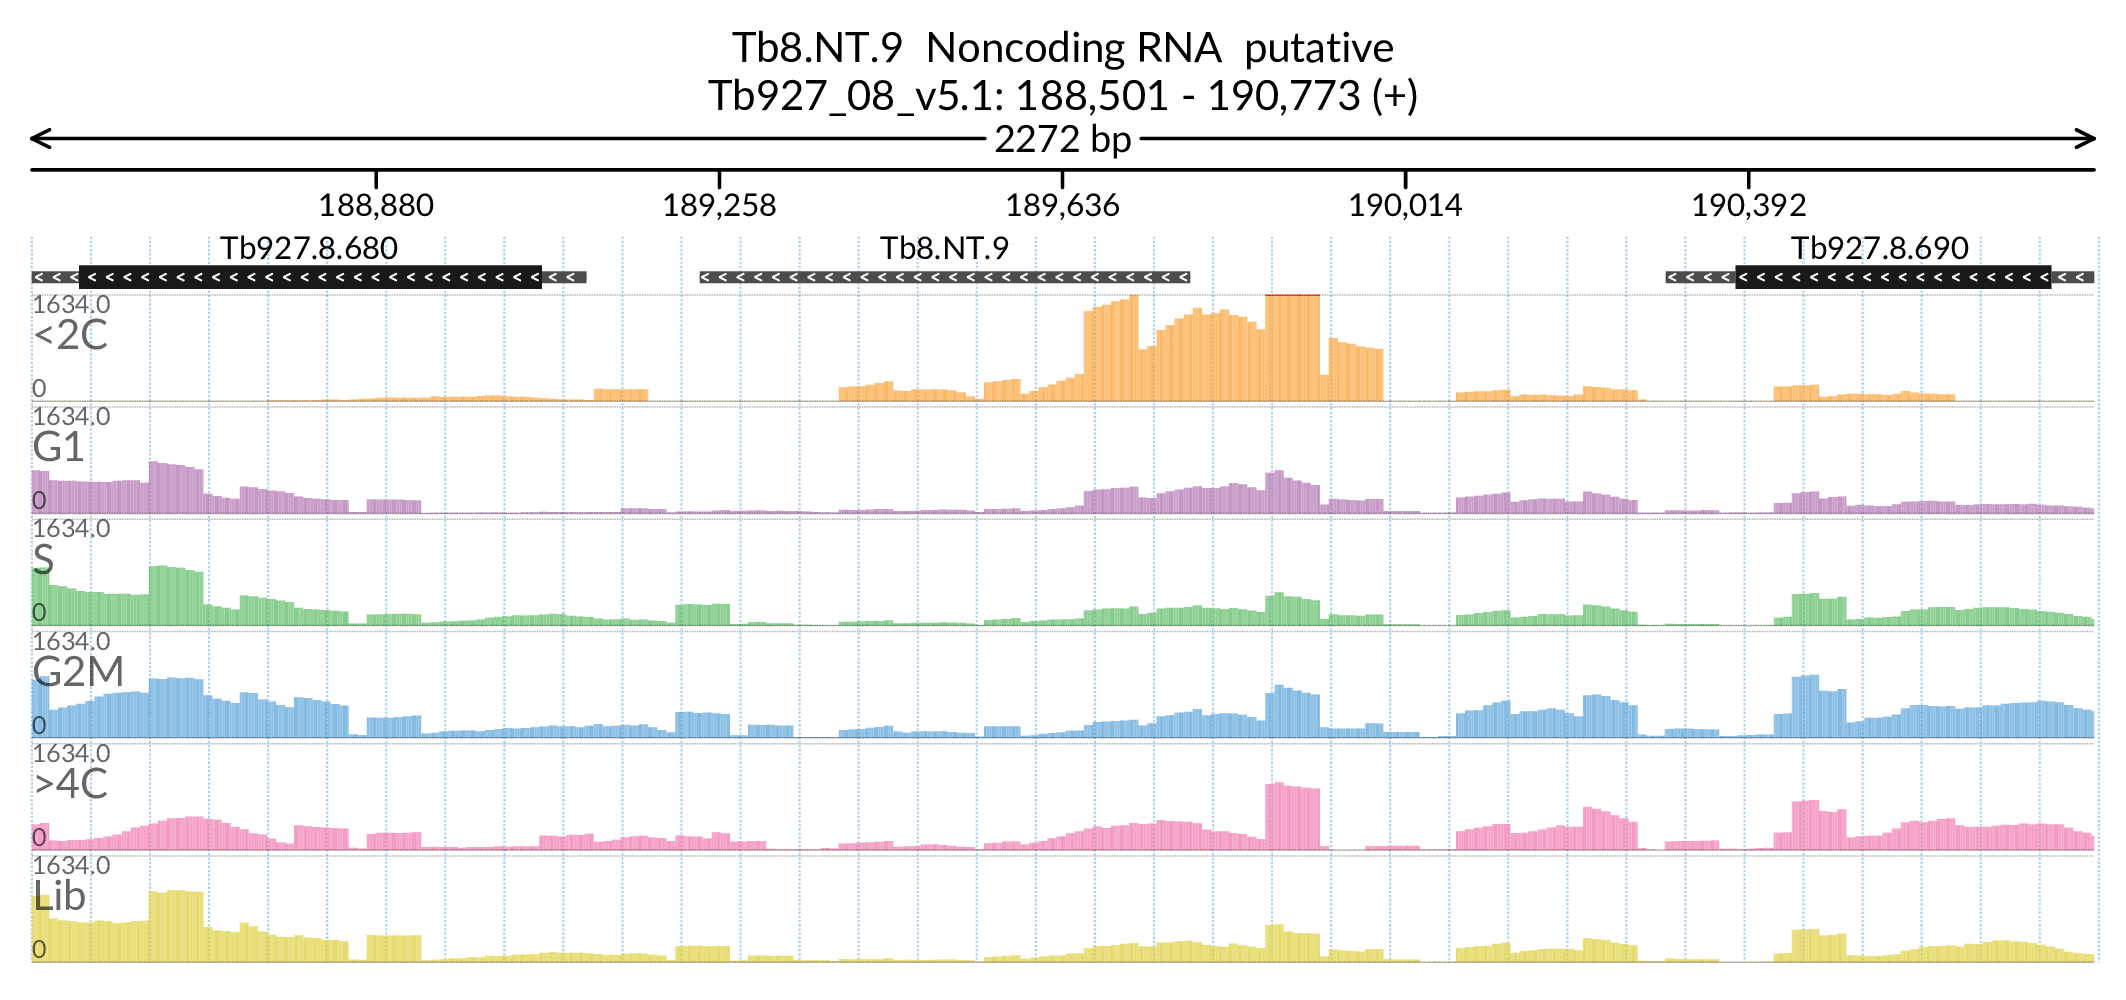 Tb8.NT.9 Noncoding RNA putative
Tb927_08_v5.1: 188,501 - 190,773 (+)
2272 bp
188,880 189,258 189,636 190,014 190,392
Tb927.8.680 Tb8.NT.9 Tb927.8.690
1634.0
<2C
0
1634.0
G1
0
1634.0
S
0
1634.0
G2M
0
1634.0
>4C
0
1634.0
Lib
0